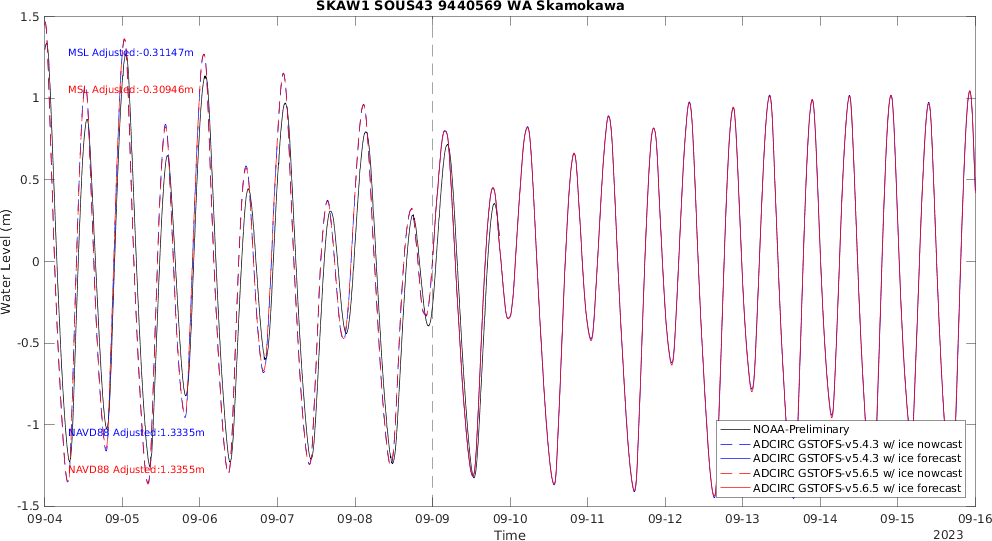 SKAW1 SOUS43 9440569 WA Skamokawa
1.5
MSL Adjusted:-0.31147m
MSL Adjusted:-0.30946m
1
0.5
Water Level (m)
0
-0.5
-1
NAVD88 Adjusted:1.3335m
NAVD88 Adjusted:1.3355m
-1.5
NOAA-Preliminary
ADCIRC GSTOFS-v5.4.3 w/ ice nowcast
ADCIRC GSTOFS-v5.4.3 w/ ice forecast
ADCIRC GSTOFS-v5.6.5 w/ ice nowcast
ADCIRC GSTOFS-v5.6.5 w/ ice forecast
09-04 09-05 09-06 09-07 09-08 09-09 09-10 09-11 09-12 09-13 09-14 09-15 09-16
Time
2023